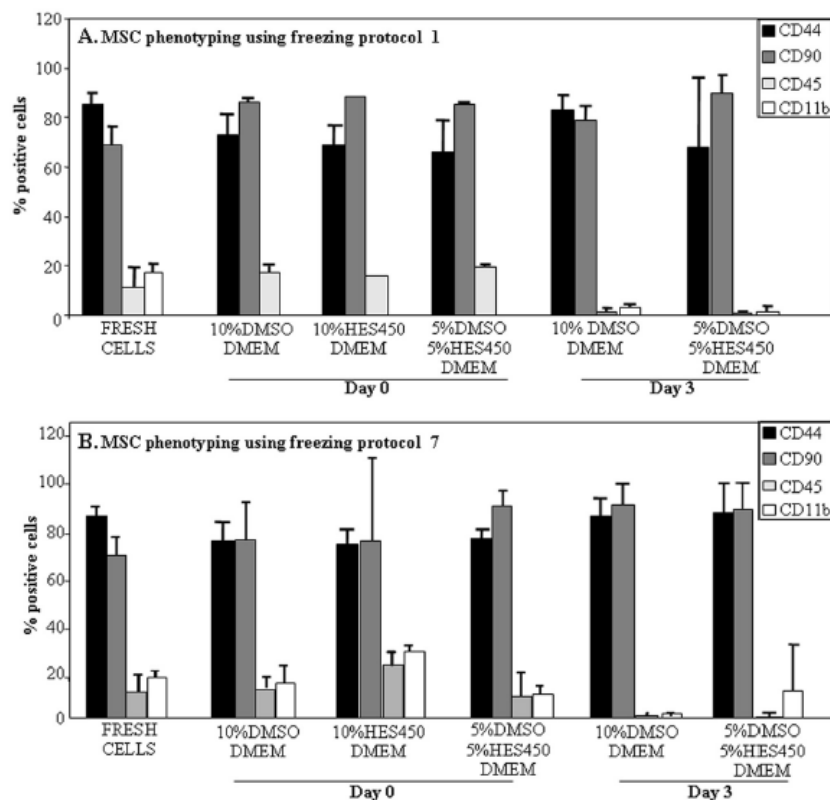 A. MSC phenotyping using freezing protocol 1
CD44
CD90
CD45
CD11b
% positive cells
120
100
80
60
40
20
0
FRESH
CELLS
10%DMSO
DMEM
10%HES450
DMEM
5%DMSO
5%HES450
DMEM
10% DMSO
DMEM
5%DMSO
5%HES450
DMEM
Day 0
Day 3
B. MSC phenotyping using freezing protocol 7
CD44
CD90
CD45
CD11b
% positive cells
120
100
80
60
40
20
0
FRESH
CELLS
10%DMSO
DMEM
10%HES450
DMEM
5%DMSO
5%HES450
DMEM
10%DMSO
DMEM
5%DMSO
5%HES450
DMEM
Day 0
Day 3